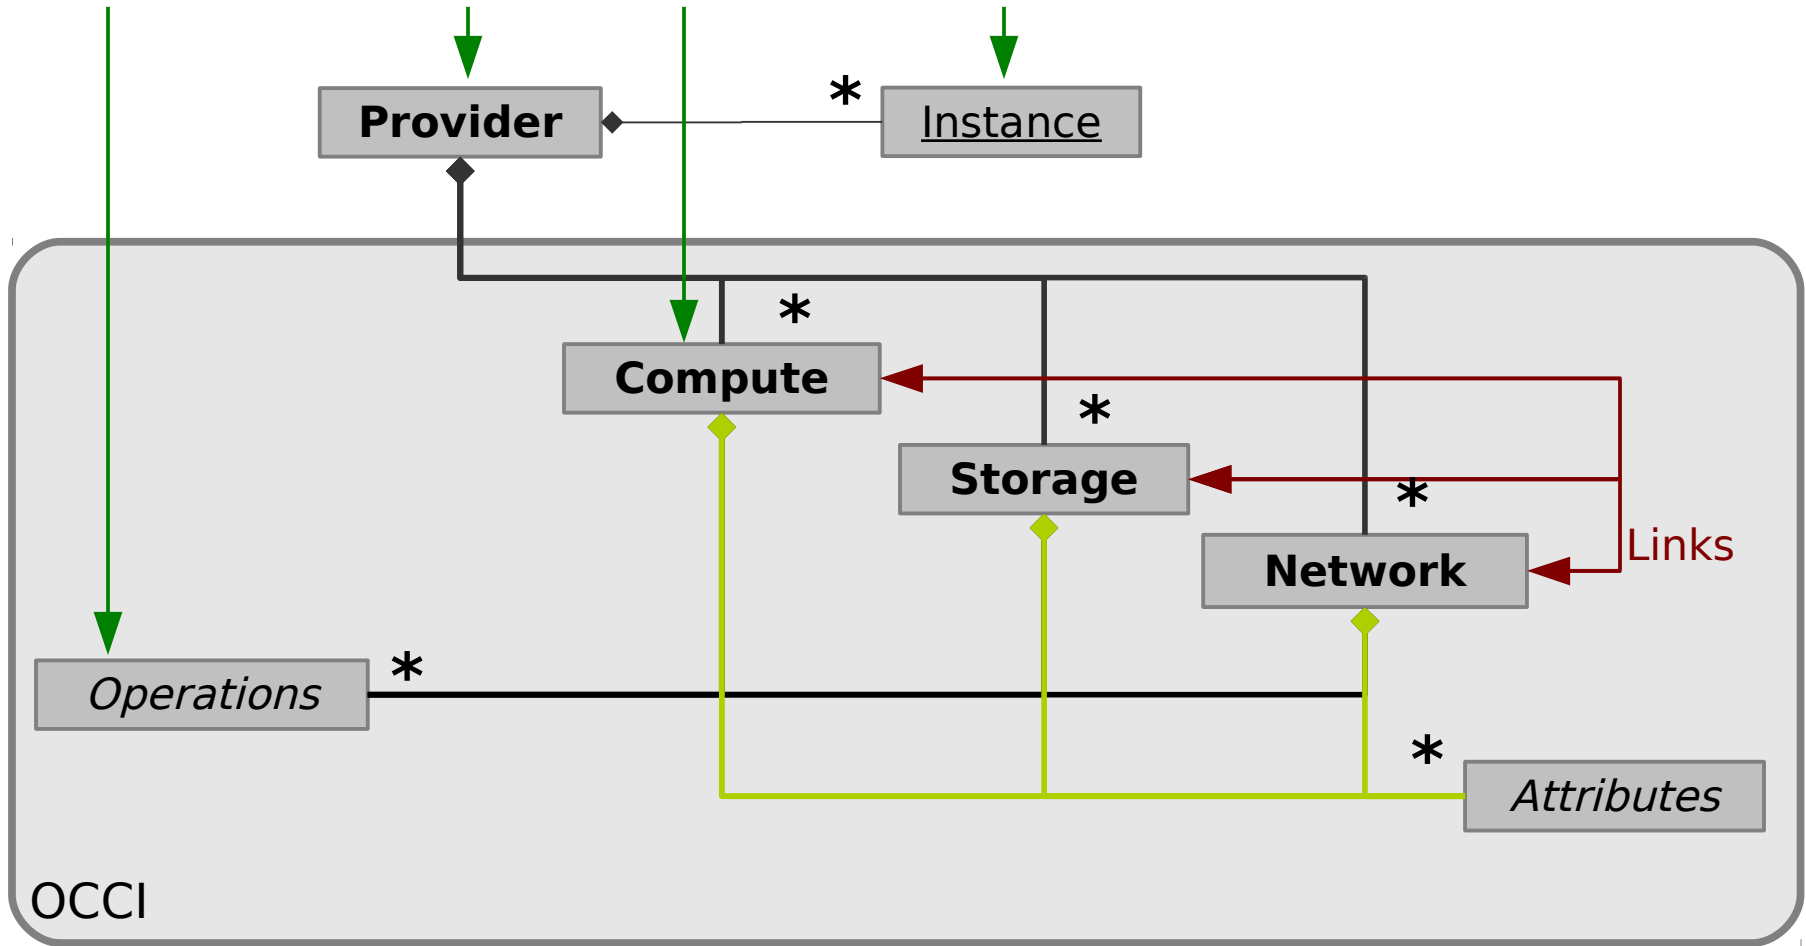 Provider
*
Instance
*
Compute
*
Storage
*
Links
Network
*
Operations
*
Attributes
OCCI